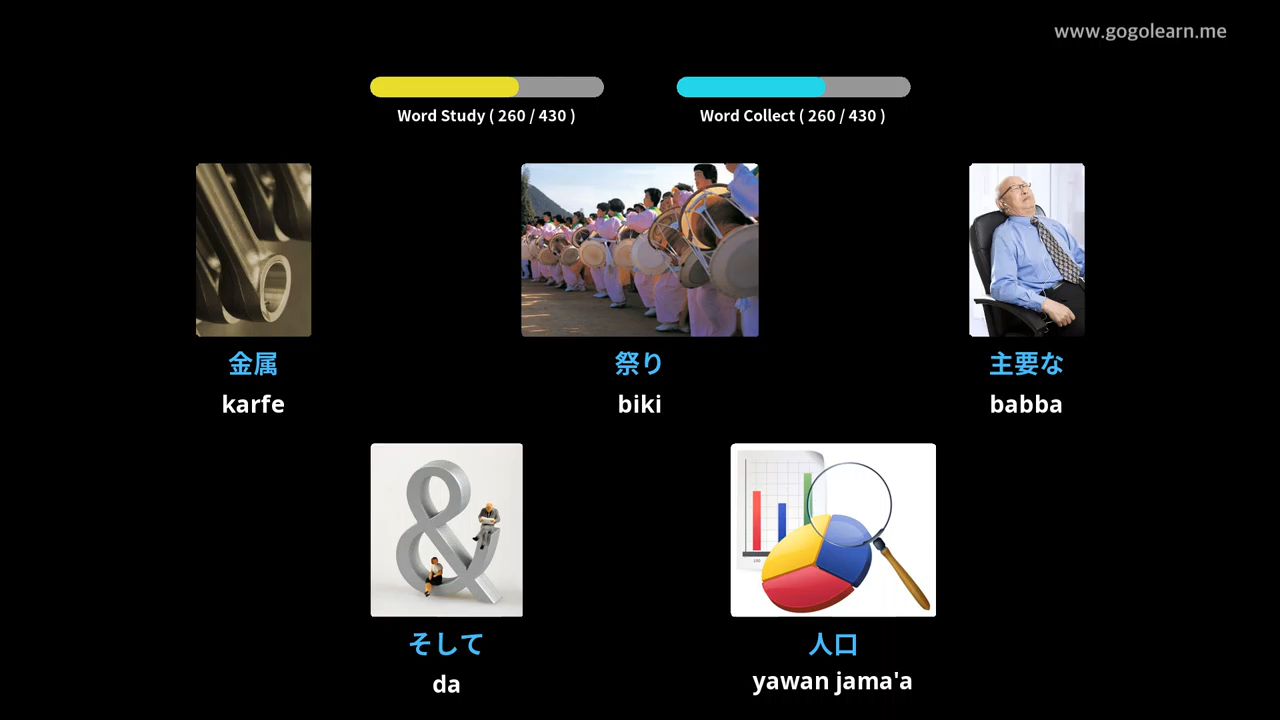 www.gogolearn.me
Word Study ( 260 / 430 )
Word Collect ( 260 / 430 )
金属
karfe
祭り
biki
主要な
babba
そして
da
人口
yawan jama'a